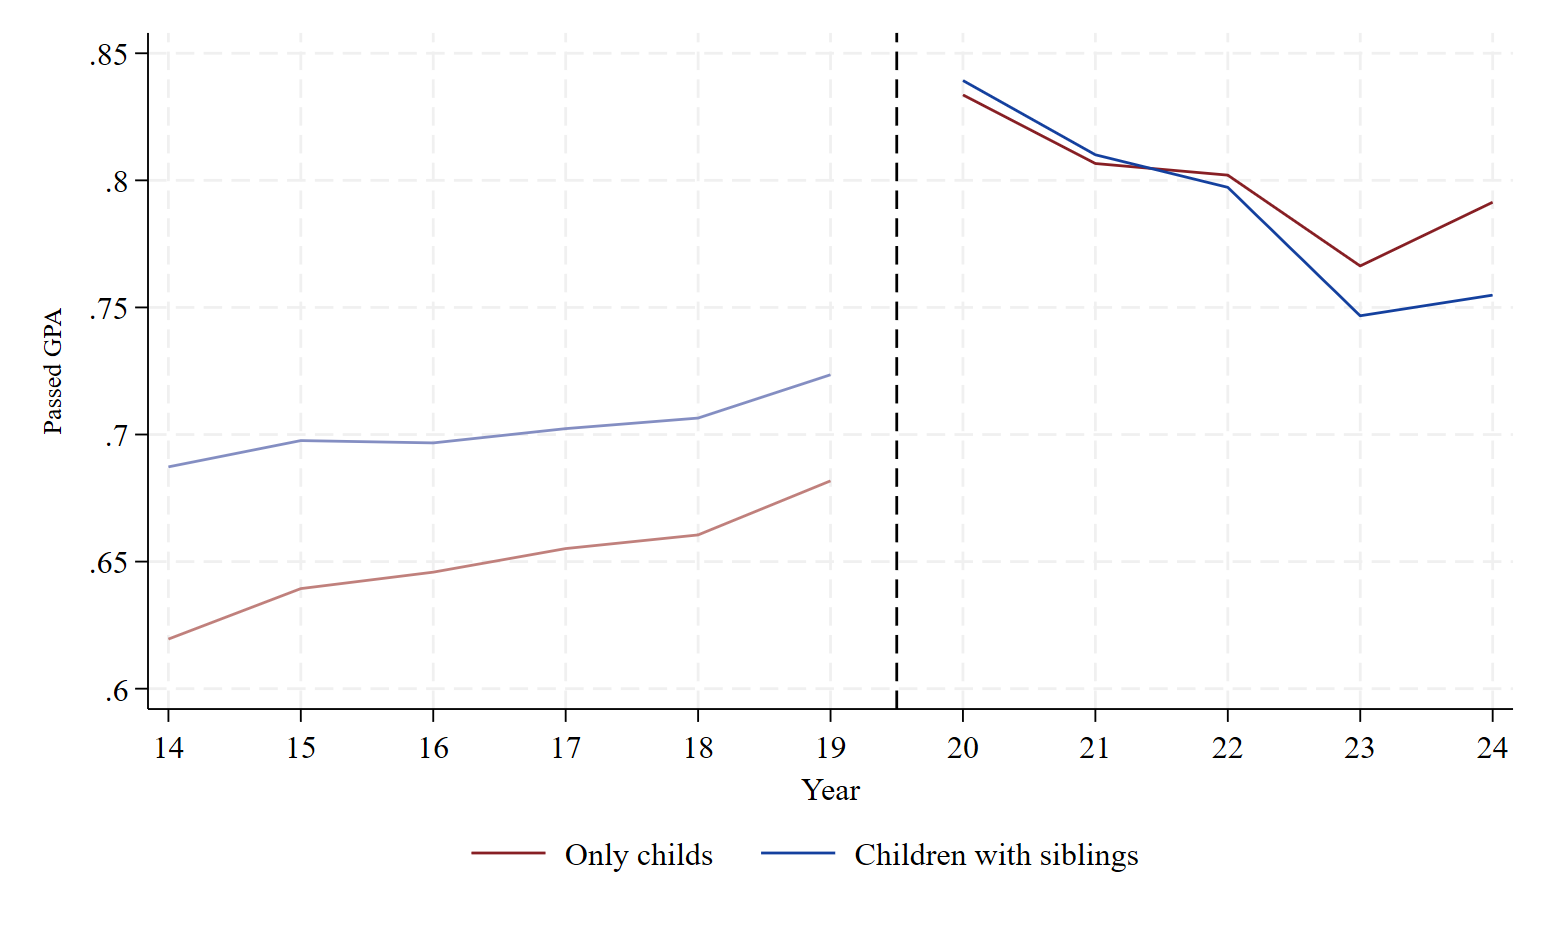 .85
.8
.75
.7
.65
.6
Passed GPA
14 15 16 17 18 19 20 21 22 23 24
Year
Only childs Children with siblings